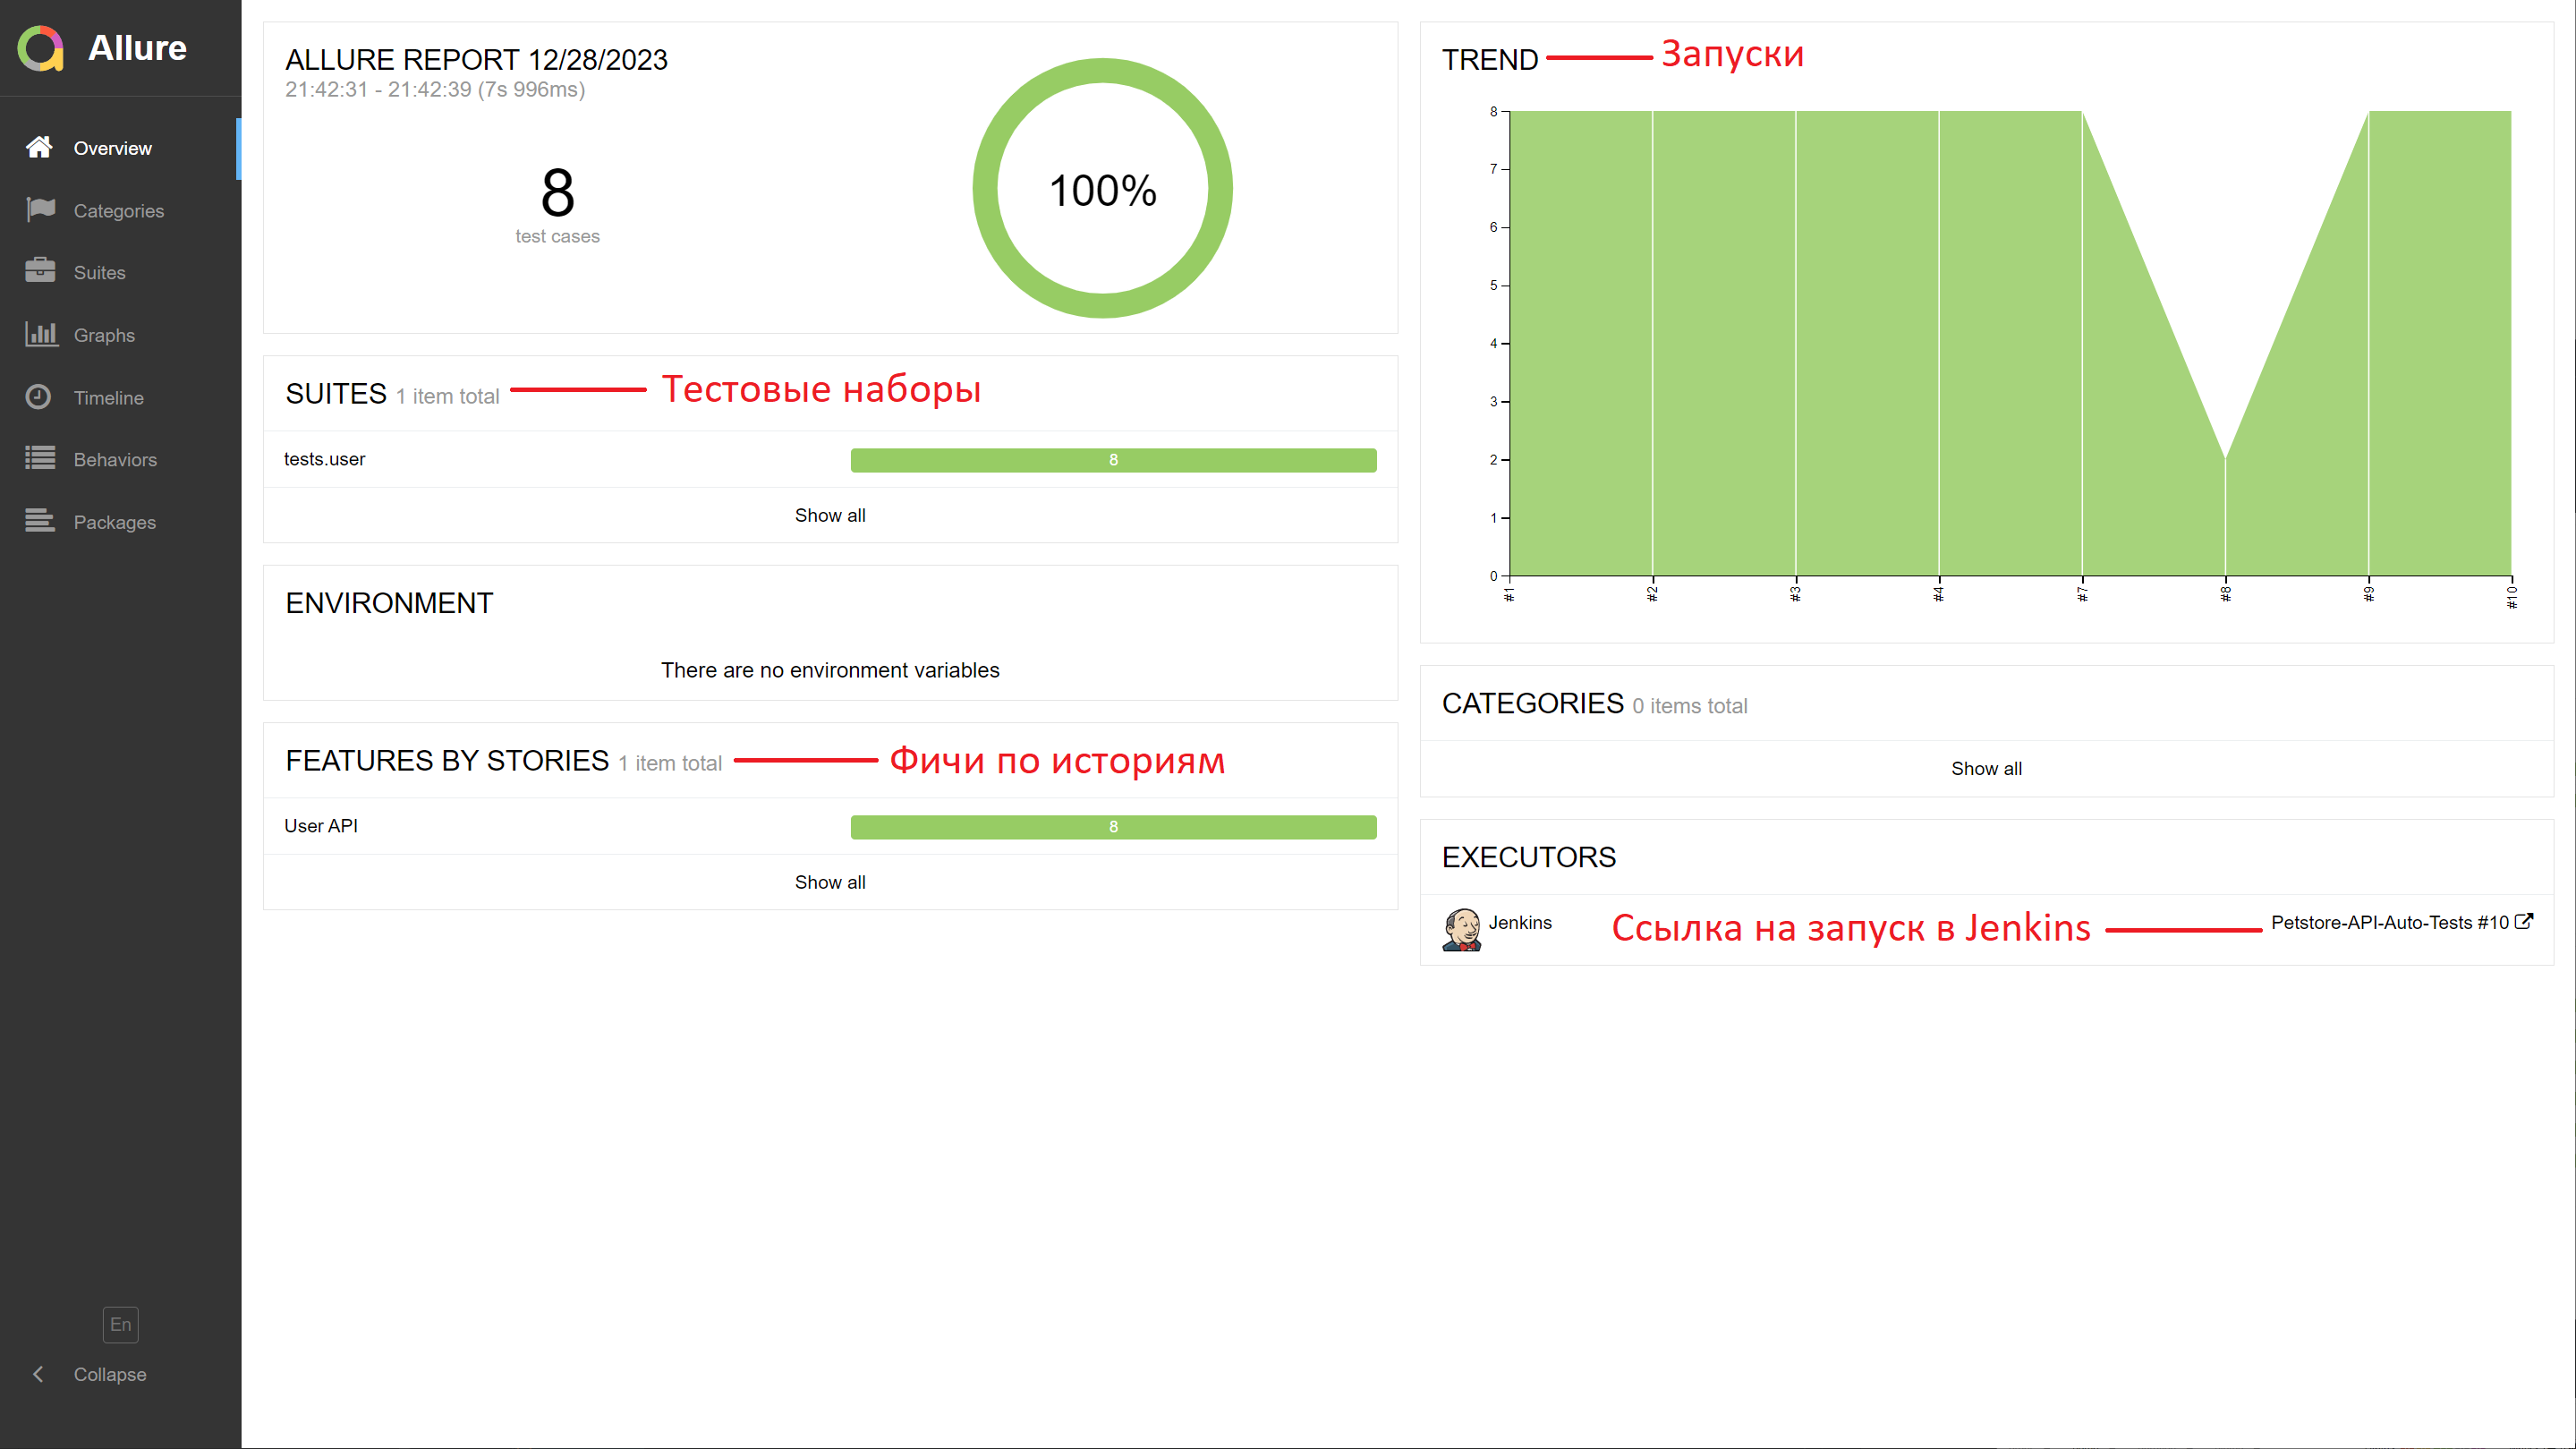 Allure
Overview
Categories
Suites
Graphs
Timeline
Behaviors
Packages
En
Collapse
ALLURE REPORT 12/28/2023
21:42:31 - 21:42:39 (7s 996ms)
8
test cases
100%
SUITES 1 item total
Тестовые наборы
tests.user
8
Show all
ENVIRONMENT
There are no environment variables
FEATURES BY STORIES 1 item total
Фичи по историям
User API
8
Show all
TREND
Запуски
8
7
6
5
4
3
2
1
0
#1
#2
#3
#4
#7
#8
#9
#10
CATEGORIES 0 items total
Show all
EXECUTORS
Jenkins
Ссылка на запуск в Jenkins
Petstore-API-Auto-Tests #10